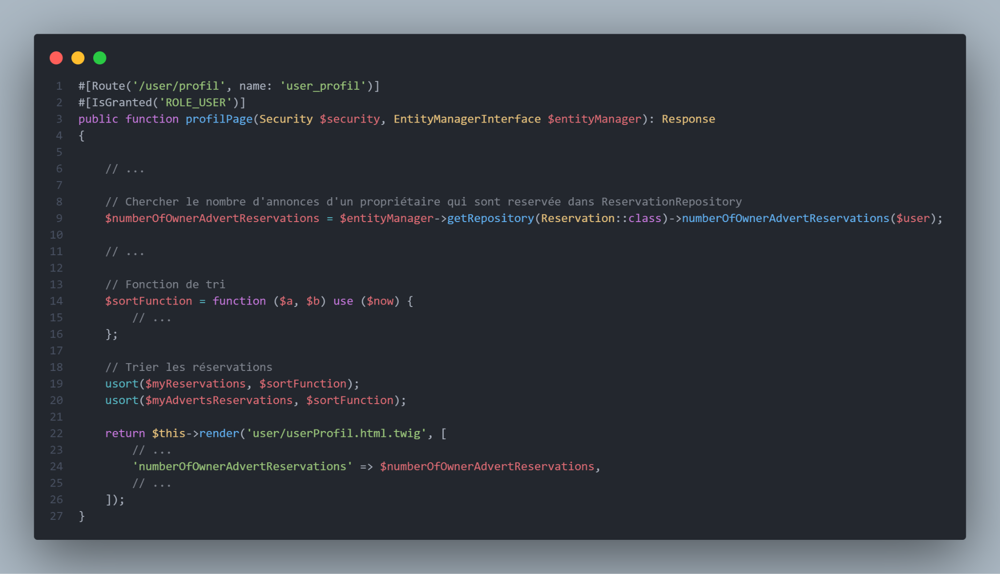 1 #[Route('/user/profil', name: 'user_profil')]
2 #[IsGranted('ROLE_USER')]
3 public function profilPage(Security $security, EntityManagerInterface $entityManager): Response
4 {
5
6     // ...
7
8     // Chercher le nombre d'annonces d'un propriétaire qui sont reservée dans ReservationRepository
9     $numberOfOwnerAdvertReservations = $entityManager->getRepository(Reservation::class)->numberOfOwnerAdvertReservations($user);
10
11     // ...
12
13     // Fonction de tri
14     $sortFunction = function ($a, $b) use ($now) {
15         // ...
16     };
17
18     // Trier les réservations
19     usort($myReservations, $sortFunction);
20     usort($myAdvertsReservations, $sortFunction);
21
22     return $this->render('user/userProfil.html.twig', [
23         // ...
24         'numberOfOwnerAdvertReservations' => $numberOfOwnerAdvertReservations,
25         // ...
26     ]);
27 }